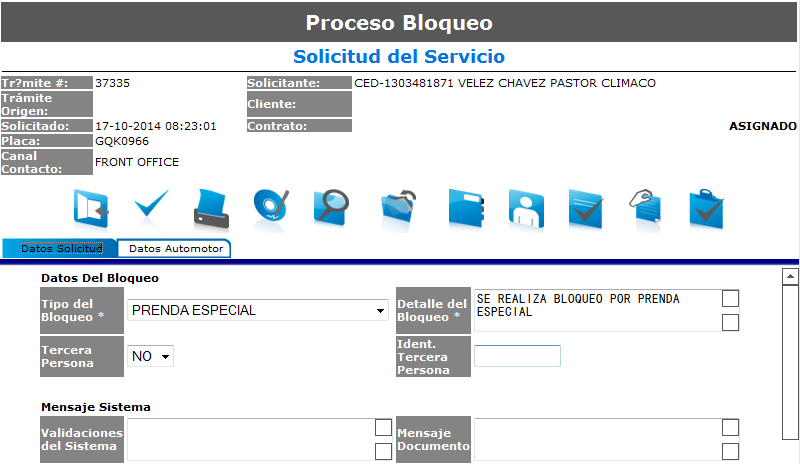 Proceso Bloqueo
Solicitud del Servicio
Tr?mite #: 37335 Solicitante: CED-1303481871 VELEZ CHAVEZ PASTOR CLIMACO
Trámite
Origen:
Cliente:
Solicitado: 17-10-2014 08:23:01 Contrato: ASIGNADO
Placa: GQK0966
Canal
Contacto:
FRONT OFFICE
Datos Solicitud Datos Automotor
Datos Del Bloqueo
Tipo del
Bloqueo *
PRENDA ESPECIAL
Detalle del
Bloqueo *
SE REALIZA BLOQUEO POR PRENDA
ESPECIAL
Tercera
Persona
NO
Ident.
Tercera
Persona
Mensaje Sistema
Validaciones
del Sistema
Mensaje
Documento